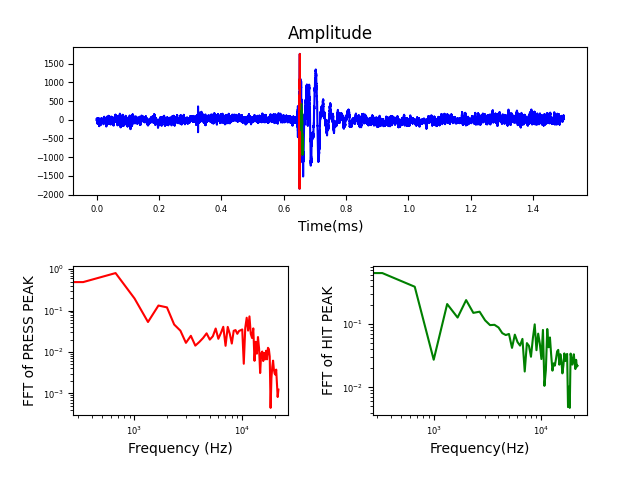 Amplitude
1500
1000
500
0
−500
−1000
−1500
−2000
0.0 0.2 0.4 0.6 0.8 1.0 1.2 1.4
Time(ms)
FFT of PRESS PEAK
10⁰
10⁻¹
10⁻²
10⁻³
10³ 10⁴
Frequency (Hz)
FFT of HIT PEAK
10⁻¹
10⁻²
10³ 10⁴
Frequency(Hz)